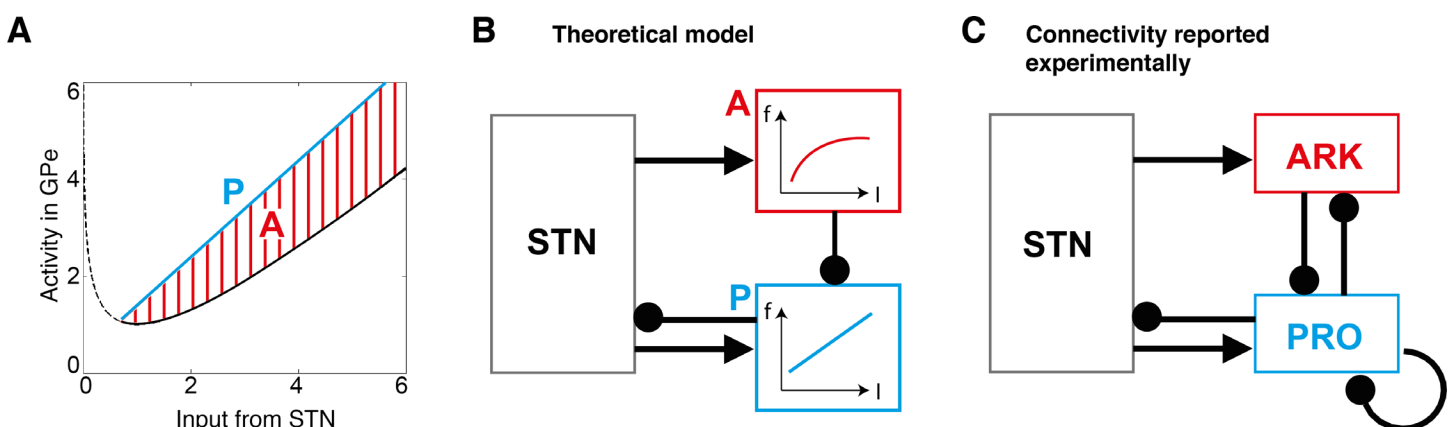 A
6
4
2
0
0 2 4 6
Activity in GPe
Input from STN
P
A
B Theoretical model
STN
A
f
I
P
f
I
C Connectivity reported
experimentally
STN
ARK
PRO